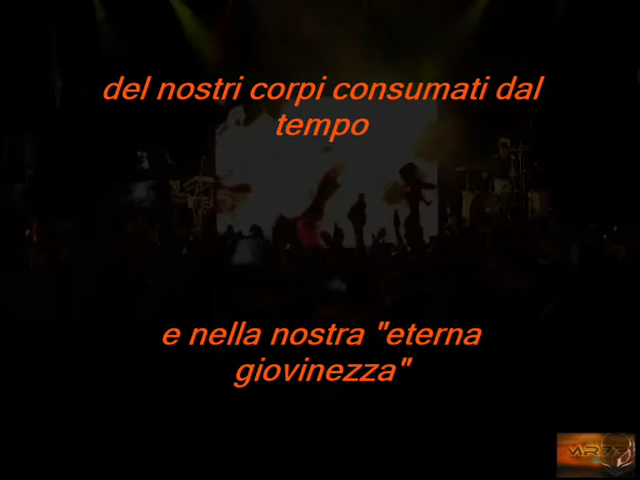 del nostri corpi consumati dal
tempo
e nella nostra "eterna
giovinezza"